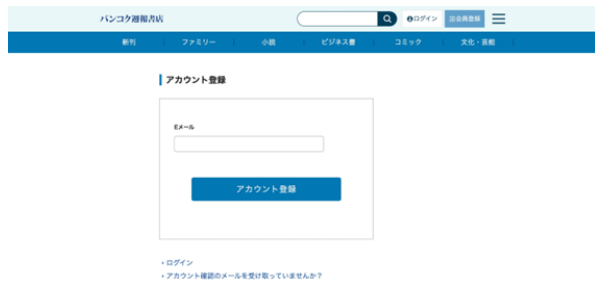 バンコク週報書店
ログイン
会員登録
新刊 ファミリー 小説 ビジネス書 コミック 文化・芸能
アカウント登録
Eメール
アカウント登録
ログイン
アカウント確認のメールを受け取っていませんか？